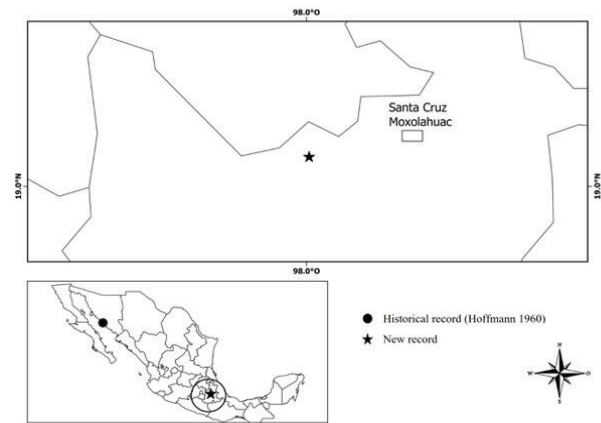 98.0°O
Santa Cruz
Moxolahuac
19.0°N
19.0°N
98.0°O
Historical record (Hoffmann 1960)
New record
N
W
E
S